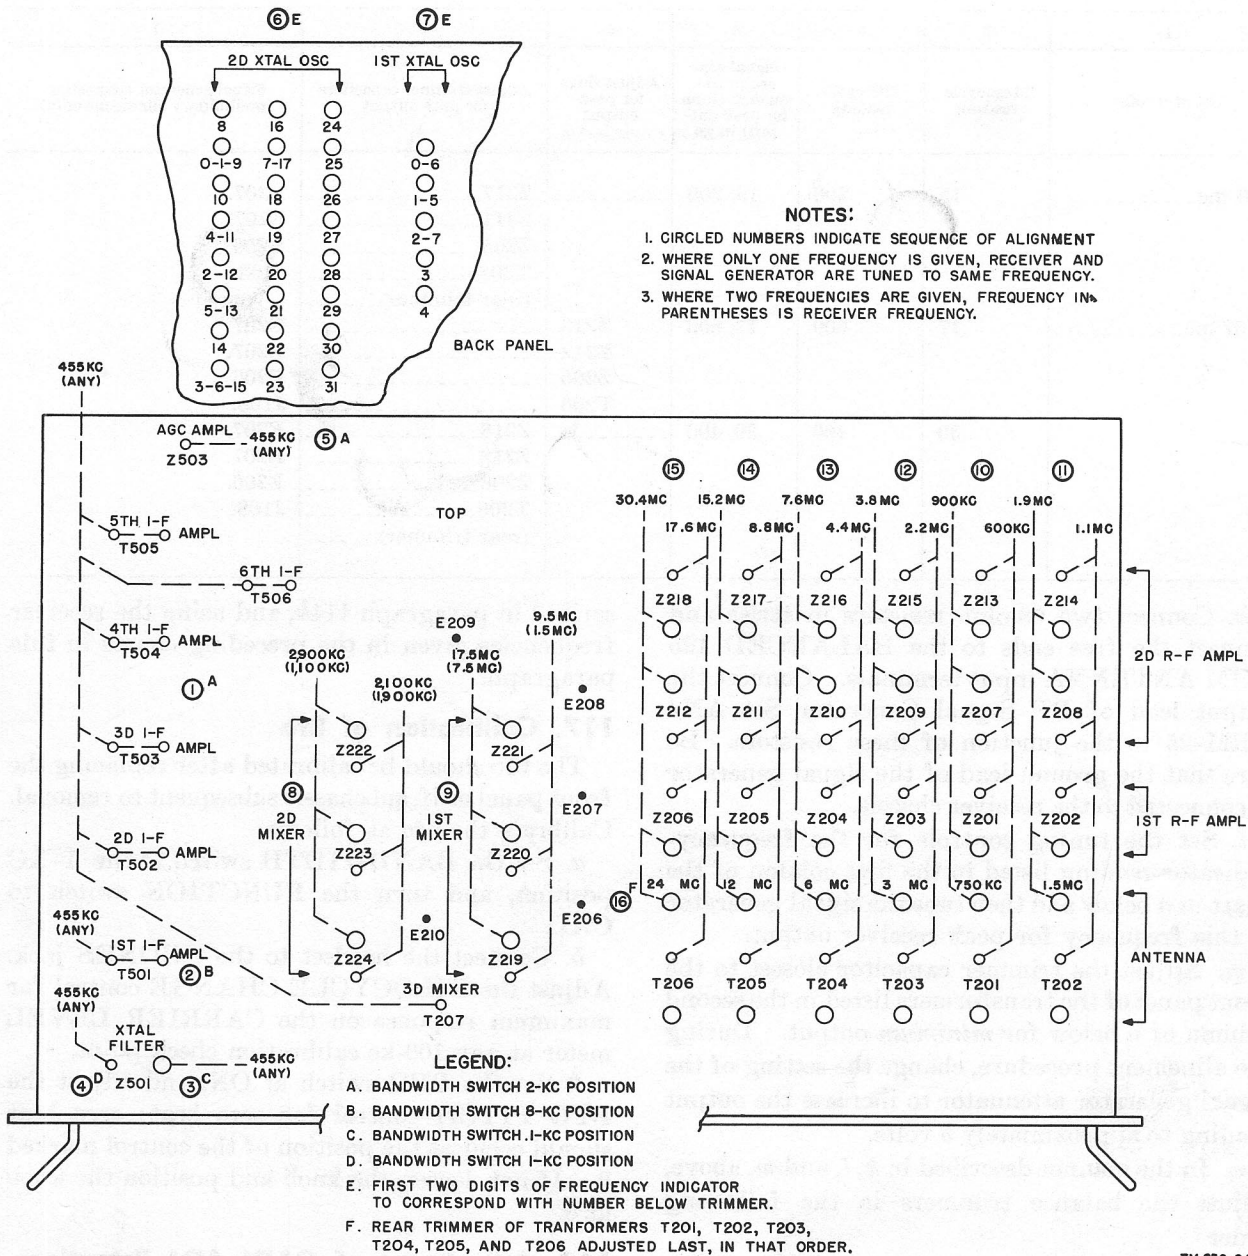 ⑥ E ⑦ E
2D XTAL OSC 1ST XTAL OSC
8 16 24
0-1-9 7-17 25 0-6
10 18 26 1-5
4-11 19 27 2-7
2-12 20 28 3
5-13 21 29 4
14 22 30
3-6-15 23 31
BACK PANEL
NOTES:
1. CIRCLED NUMBERS INDICATE SEQUENCE OF ALIGNMENT
2. WHERE ONLY ONE FREQUENCY IS GIVEN, RECEIVER AND
SIGNAL GENERATOR ARE TUNED TO SAME FREQUENCY.
3. WHERE TWO FREQUENCIES ARE GIVEN, FREQUENCY IN
PARENTHESES IS RECEIVER FREQUENCY.
455KC
(ANY)
AGC AMPL
Z503
455KC
(ANY)
⑤ A
5TH I-F AMPL
T505
6TH I-F
T506
4TH I-F AMPL
T504
① A
3D I-F AMPL
T503
2D I-F AMPL
T502
455KC
(ANY)
1ST I-F AMPL
T501
② B
455KC
(ANY)
XTAL
FILTER
Z501
④ D
③ C
455KC
(ANY)
TOP
E209
(1,100KC)
2,100KC
(1,900KC)
17.5MC
(7.5MC)
9.5MC
(1.5MC)
E208
Z222 Z221
⑧ ⑨
2D
MIXER
1ST
MIXER
E207
Z223 Z220
E206
E210
Z224 Z219
3D MIXER
T207
⑮ ⑭ ⑬ ⑫ ⑩ ⑪
30.4MC 15.2MC 7.6MC 3.8MC 900KC 1.9MC
17.6MC 8.8MC 4.4MC 2.2MC 600KC 1.1MC
Z218 Z217 Z216 Z215 Z213 Z214
2D R-F AMPL
Z212 Z211 Z210 Z209 Z207 Z208
1ST R-F AMPL
Z206 Z205 Z204 Z203 Z201 Z202
⑯ F
24 MC 12 MC 6 MC 3 MC 750KC 1.5MC
ANTENNA
T206 T205 T204 T203 T201 T202
LEGEND:
A. BANDWIDTH SWITCH 2-KC POSITION
B. BANDWIDTH SWITCH 8-KC POSITION
C. BANDWIDTH SWITCH .1-KC POSITION
D. BANDWIDTH SWITCH 1-KC POSITION
E. FIRST TWO DIGITS OF FREQUENCY INDICATOR
TO CORRESPOND WITH NUMBER BELOW TRIMMER.
F. REAR TRIMMER OF TRANFORMERS T201, T202, T203,
T204, T205, AND T206 ADJUSTED LAST, IN THAT ORDER.